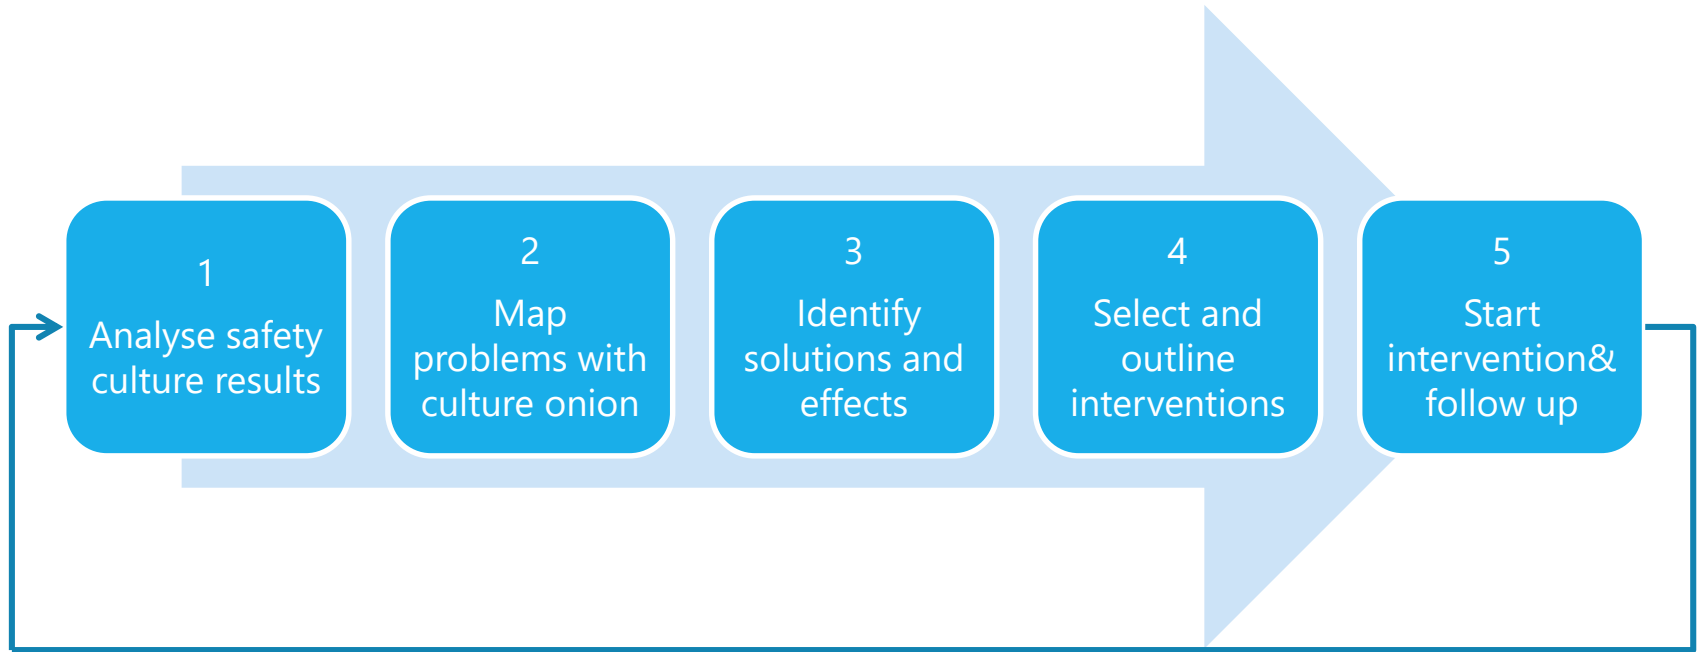 1
Analyse safety
culture results
2
Map
problems with
culture onion
3
Identify
solutions and
effects
4
Select and
outline
interventions
5
Start
intervention&
follow up